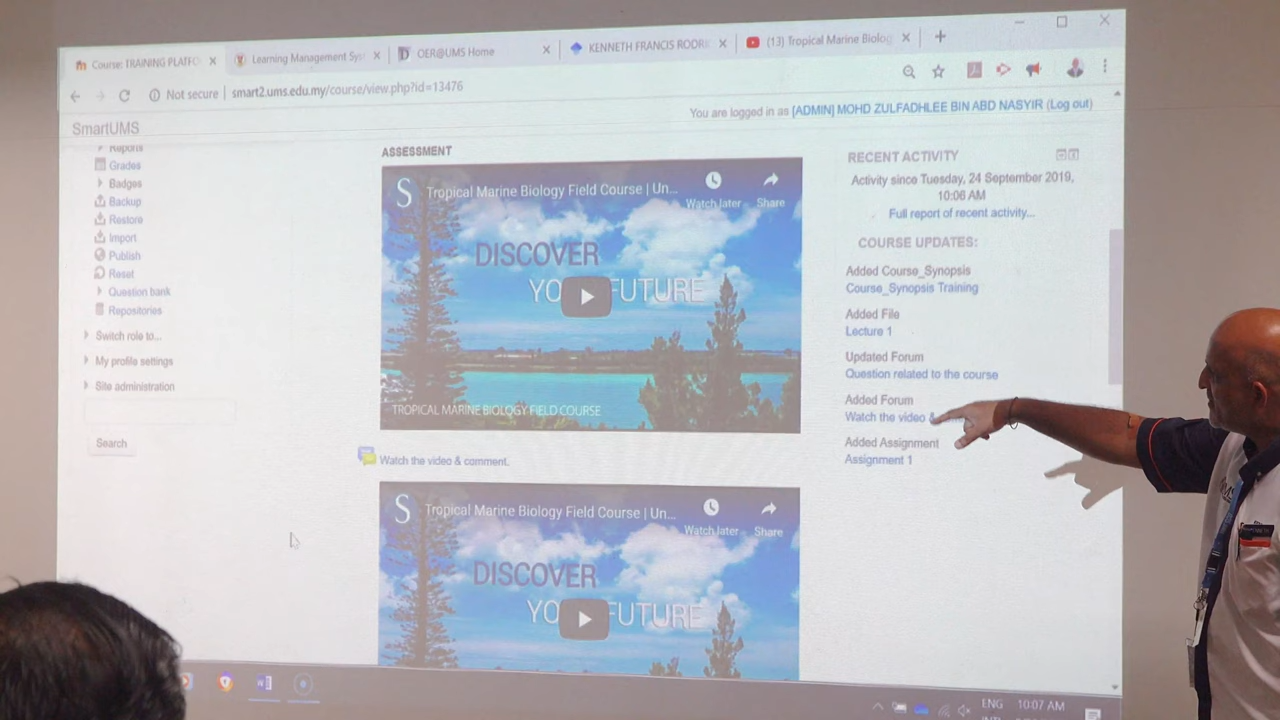 Course: TRAINING PLATFC
Learning Management Sys
OER@UMS Home
KENNETH FRANCIS RODRI
(13) Tropical Marine Biolog
Not secure | smart2.ums.edu.my/course/view.php?id=13476
You are logged in as [ADMIN] MOHD ZULFADHLEE BIN ABD NASYIR (Log out)
SmartUMS
Reports
Grades
Badges
Backup
Restore
Import
Publish
Reset
Question bank
Repositories
Switch role to...
My profile settings
Site administration
Search
ASSESSMENT
S Tropical Marine Biology Field Course | Un...
Watch later
Share
DISCOVER
YO FUTURE
TROPICAL MARINE BIOLOGY FIELD COURSE
Watch the video & comment.
S Tropical Marine Biology Field Course | Un...
Watch later
Share
DISCOVER
YO FUTURE
RECENT ACTIVITY
Activity since Tuesday, 24 September 2019,
10:06 AM
Full report of recent activity...
COURSE UPDATES:
Added Course_Synopsis
Course_Synopsis Training
Added File
Lecture 1
Updated Forum
Question related to the course
Added Forum
Watch the video &
Added Assignment
Assignment 1
ENG
10:07 AM